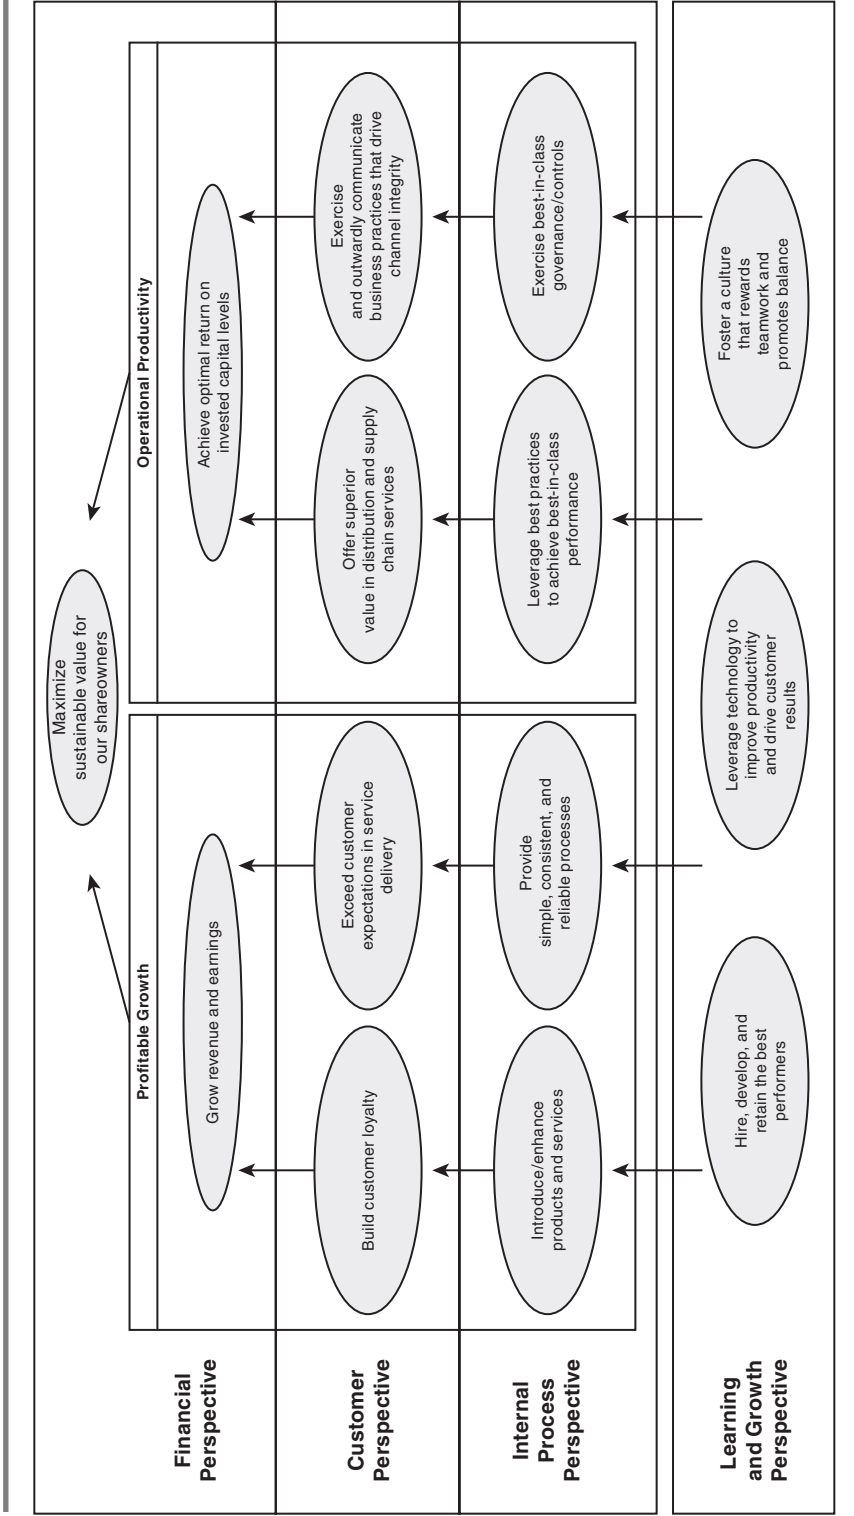 Maximize
sustainable value for
our shareowners
Profitable Growth
Operational Productivity
Financial
Perspective
Grow revenue and earnings
Achieve optimal return on
invested capital levels
Customer
Perspective
Build customer loyalty
Exceed customer
expectations in service
delivery
Offer superior
value in distribution and supply
chain services
Exercise
and outwardly communicate
business practices that drive
channel integrity
Internal
Process
Perspective
Introduce/enhance
products and services
Provide
simple, consistent, and
reliable processes
Leverage best practices
to achieve best-in-class
performance
Exercise best-in-class
governance/controls
Learning
and Growth
Perspective
Hire, develop, and
retain the best
performers
Leverage technology to
improve productivity
and drive customer
results
Foster a culture
that rewards
teamwork and
promotes balance